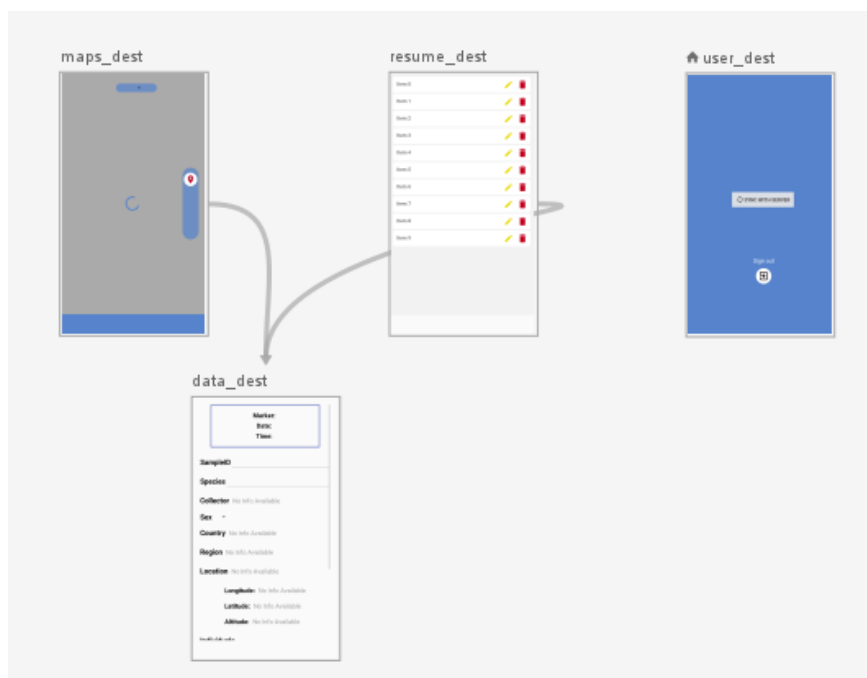 maps_dest
resume_dest
user_dest
Item 0
Item 1
Item 2
Item 3
Item 4
Item 5
Item 6
Item 7
Item 8
Item 9
SYNC WITH SERVER
Sign out
data_dest
Marker:
Date:
Time:
SampleID
Species
Collector No Info Available
Sex -
Country No Info Available
Region No Info Available
Location No Info Available
Longitude: No Info Available
Latitude: No Info Available
Altitude: No Info Available